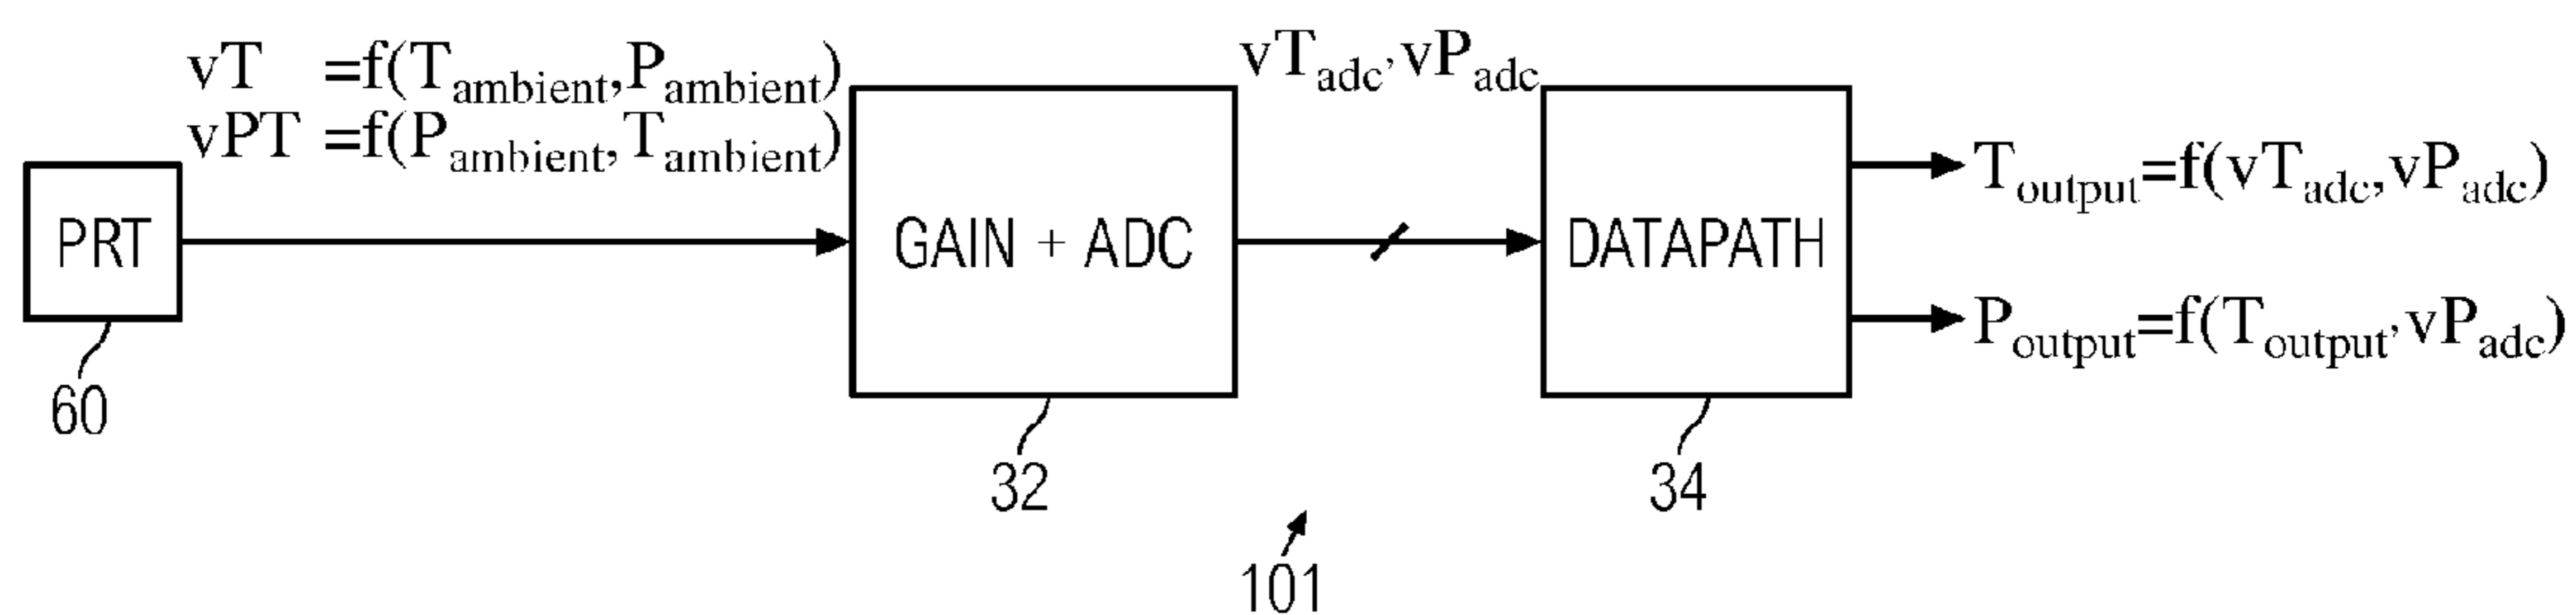 vT =f(Tambient,Pambient)
vPT =f(Pambient,Tambient)
vTadc,vPadc
PRT
GAIN + ADC
DATAPATH
Toutput=f(vTadc,vPadc)
Poutput=f(Toutput,vPadc)
60
32
34
101